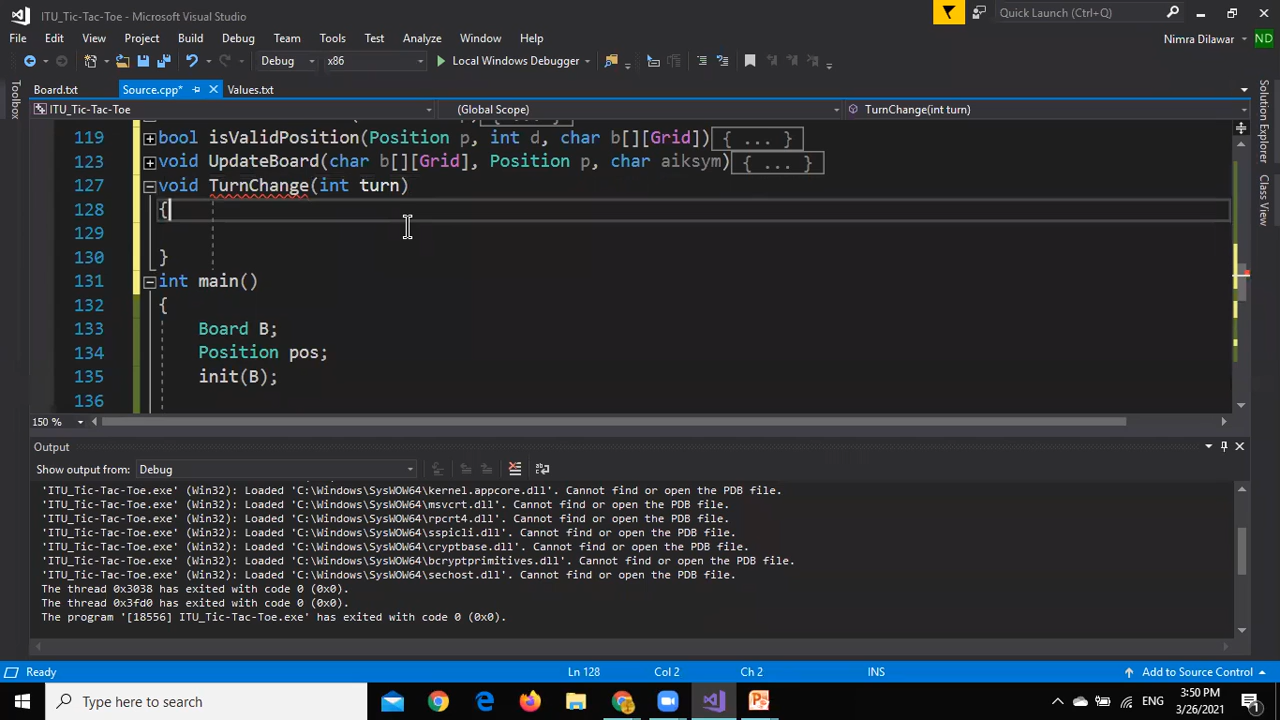 ITU_Tic-Tac-Toe - Microsoft Visual Studio
Quick Launch (Ctrl+Q)
File Edit View Project Build Debug Team Tools Test Analyze Window Help
Nimra Dilawar ND
Debug x86 Local Windows Debugger
Toolbox
Board.txt Source.cpp* Values.txt
ITU_Tic-Tac-Toe (Global Scope) TurnChange(int turn)
119 bool isValidPosition(Position p, int d, char b[][Grid]){ ... }
123 void UpdateBoard(char b[][Grid], Position p, char aiksym){ ... }
127 void TurnChange(int turn)
128 {
129
130 }
131 int main()
132 {
133 Board B;
134 Position pos;
135 init(B);
136
150 %
Solution Explorer
Team Explorer
Output
Show output from: Debug
'ITU_Tic-Tac-Toe.exe' (Win32): Loaded 'C:\Windows\SysWOW64\kernel.appcore.dll'. Cannot find or open the PDB file.
'ITU_Tic-Tac-Toe.exe' (Win32): Loaded 'C:\Windows\SysWOW64\msvcrt.dll'. Cannot find or open the PDB file.
'ITU_Tic-Tac-Toe.exe' (Win32): Loaded 'C:\Windows\SysWOW64\rpcrt4.dll'. Cannot find or open the PDB file.
'ITU_Tic-Tac-Toe.exe' (Win32): Loaded 'C:\Windows\SysWOW64\sspicli.dll'. Cannot find or open the PDB file.
'ITU_Tic-Tac-Toe.exe' (Win32): Loaded 'C:\Windows\SysWOW64\cryptbase.dll'. Cannot find or open the PDB file.
'ITU_Tic-Tac-Toe.exe' (Win32): Loaded 'C:\Windows\SysWOW64\bcryptprimitives.dll'. Cannot find or open the PDB file.
'ITU_Tic-Tac-Toe.exe' (Win32): Loaded 'C:\Windows\SysWOW64\sechost.dll'. Cannot find or open the PDB file.
The thread 0x3038 has exited with code 0 (0x0).
The thread 0x3fd0 has exited with code 0 (0x0).
The program '[18556] ITU_Tic-Tac-Toe.exe' has exited with code 0 (0x0).
Ready Ln 128 Col 2 Ch 2 INS Add to Source Control
Type here to search
ENG
3:50 PM
3/26/2021
1